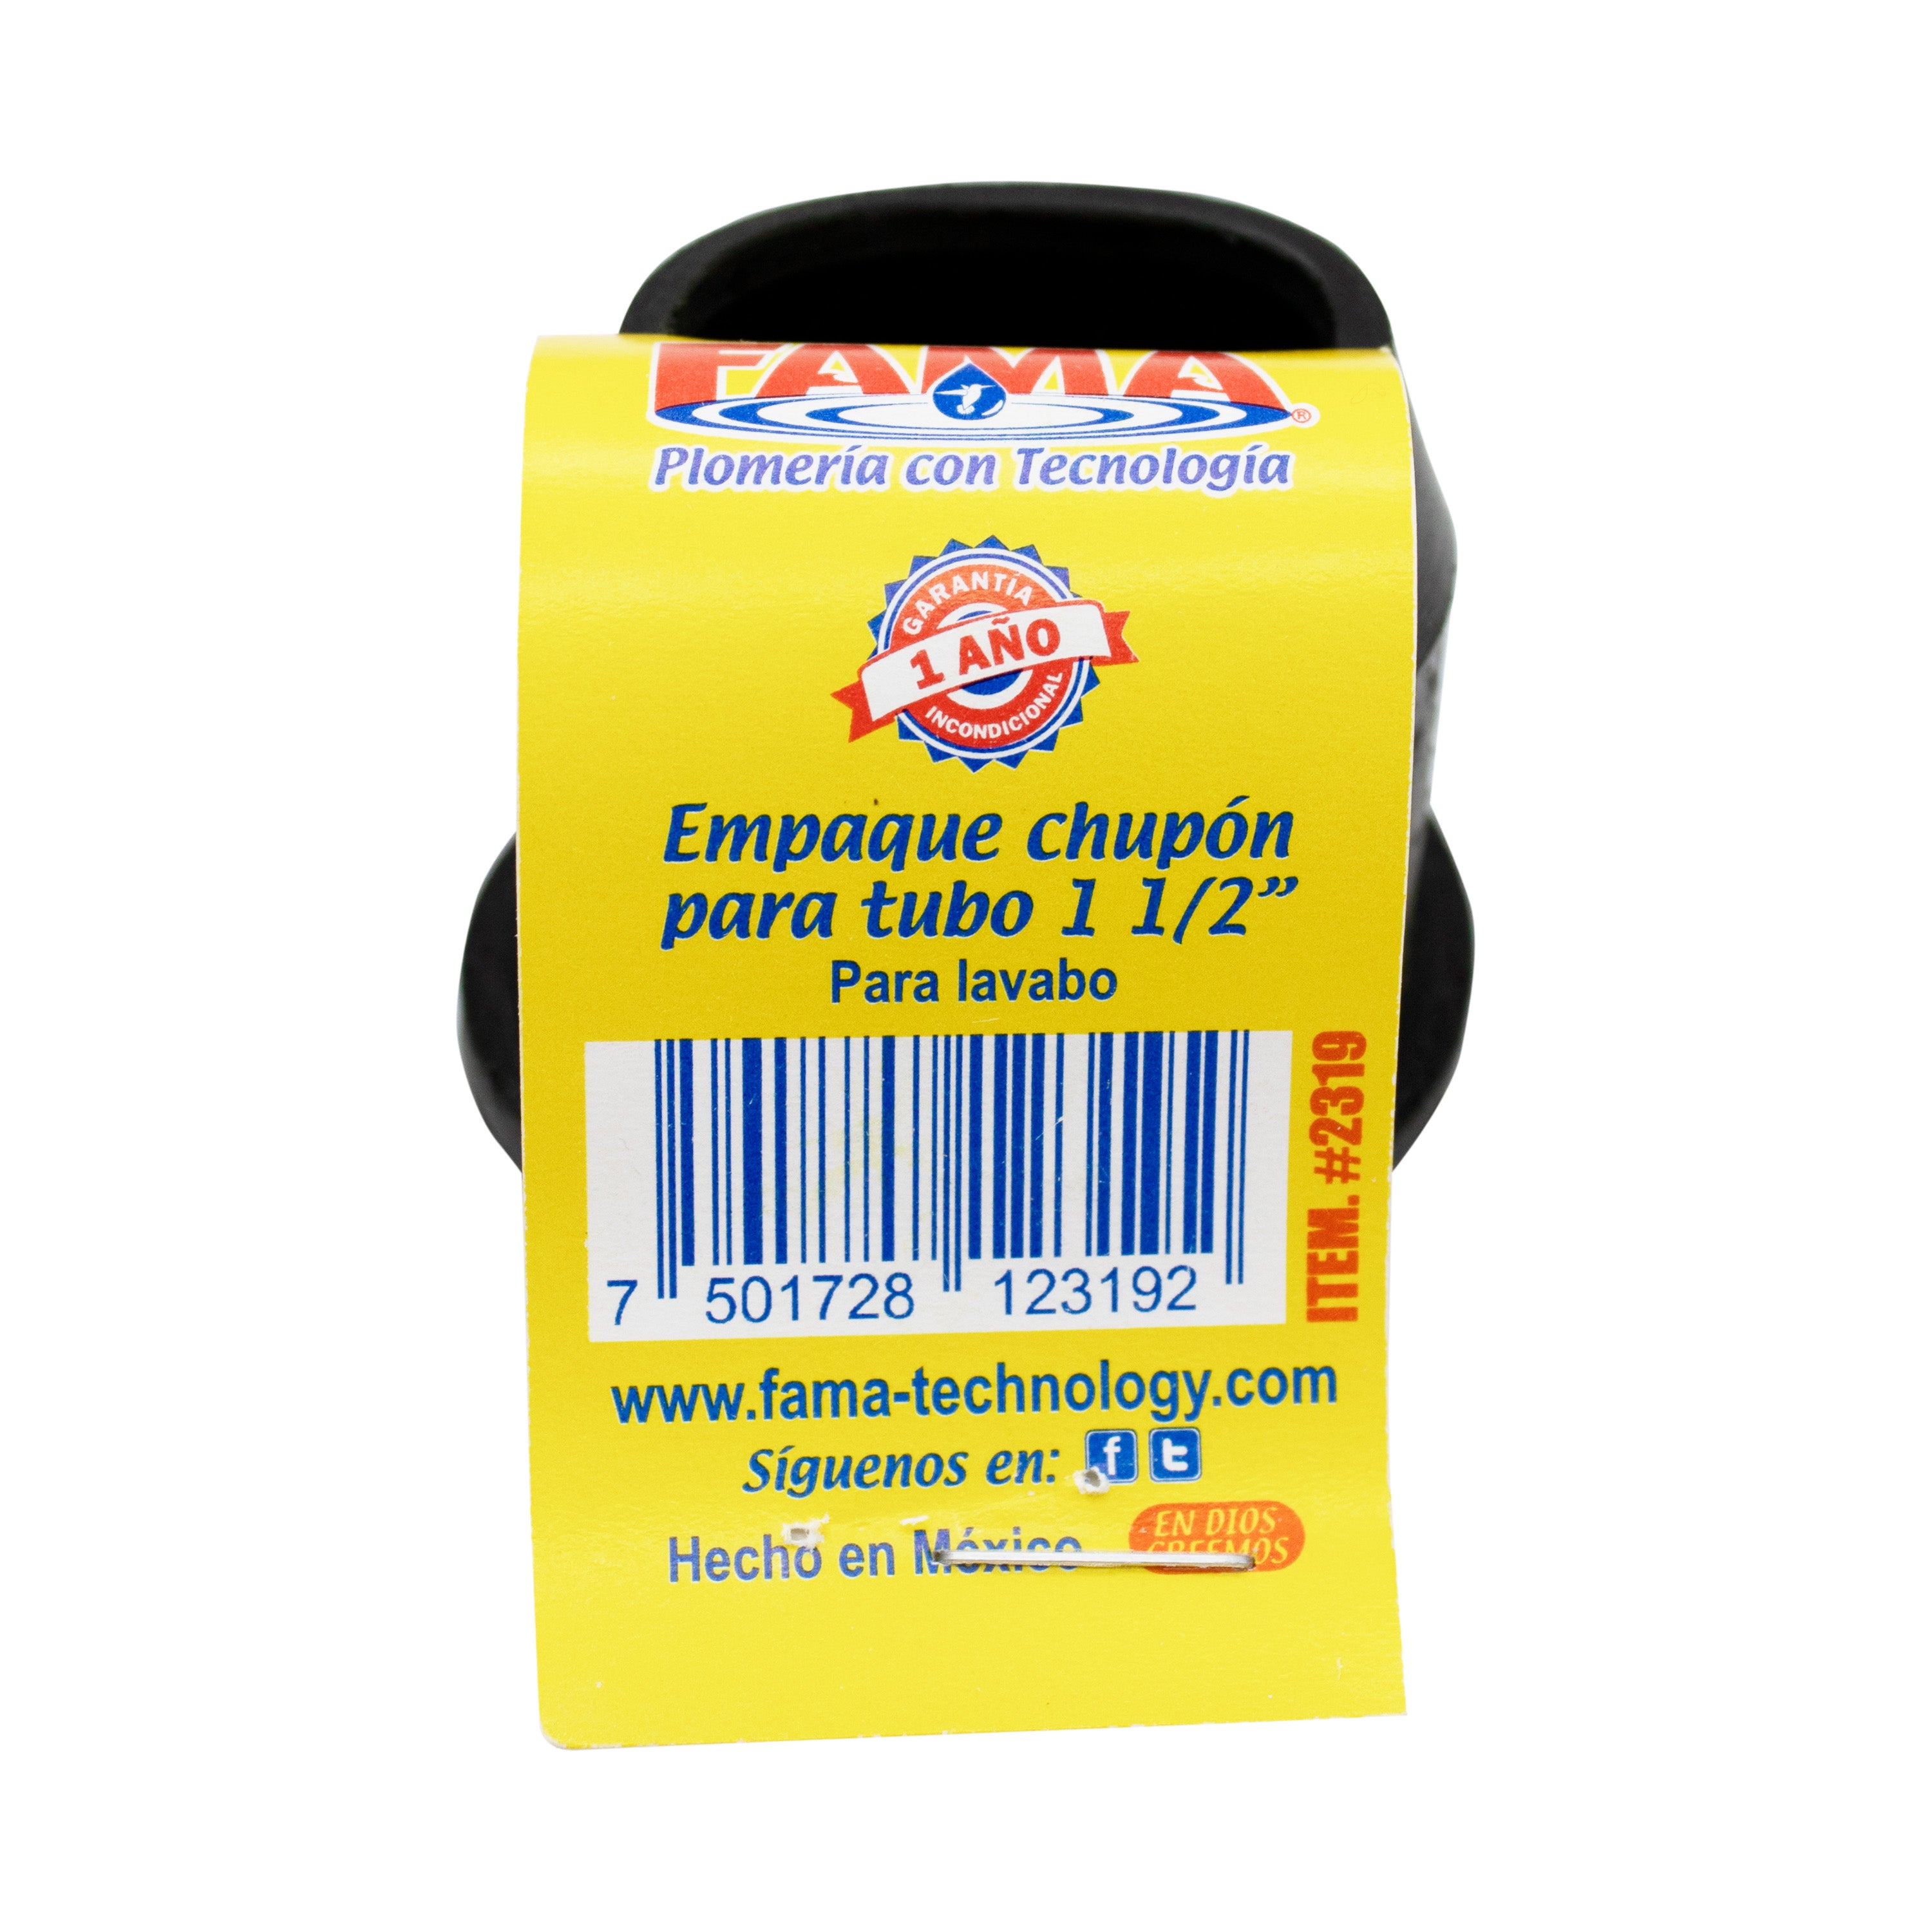 FAMA®
Plomería con Tecnología
GARANTÍA
1 AÑO
INCONDICIONAL
Empaque chupón
para tubo 1 1/2”
Para lavabo
7 501728 123192
ITEM. #2319
www.fama-technology.com
Síguenos en: f t
Hecho en México
EN DIOS
CREEMOS